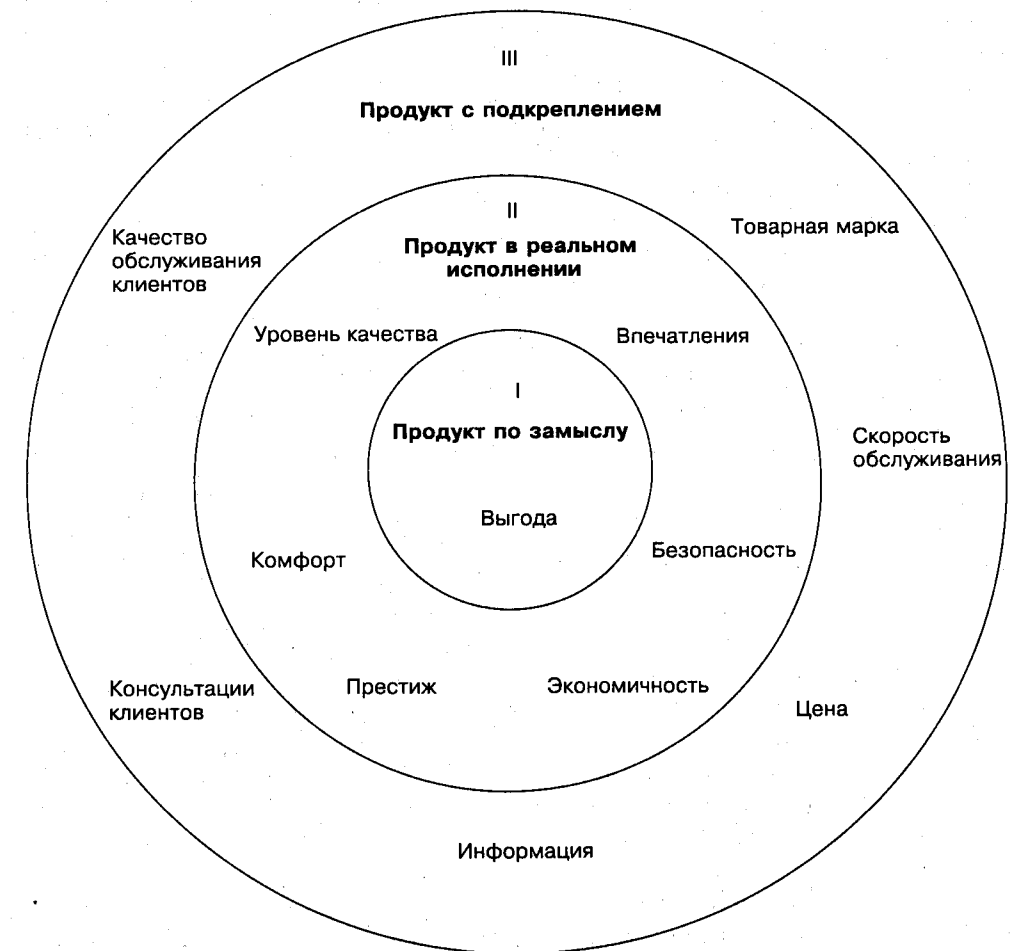 III
Продукт с подкреплением
Качество
обслуживания
клиентов
Товарная марка
II
Продукт в реальном
исполнении
Уровень качества
Впечатления
I
Продукт по замыслу
Выгода
Скорость
обслуживания
Комфорт
Безопасность
Престиж
Экономичность
Консультации
клиентов
Цена
Информация